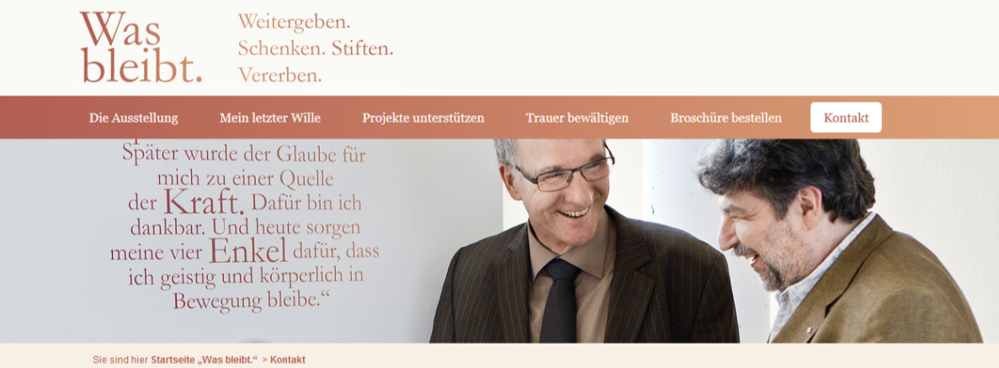 Was
bleibt.
Weitergeben.
Schenken. Stiften.
Vererben.
Die Ausstellung
Mein letzter Wille
Projekte unterstützen
Trauer bewältigen
Broschüre bestellen
Kontakt
Später wurde der Glaube für
mich zu einer Quelle
der Kraft. Dafür bin ich
dankbar. Und heute sorgen
meine vier Enkel dafür, dass
ich geistig und körperlich in
Bewegung bleibe.“
Sie sind hier Startseite „Was bleibt.“ > Kontakt